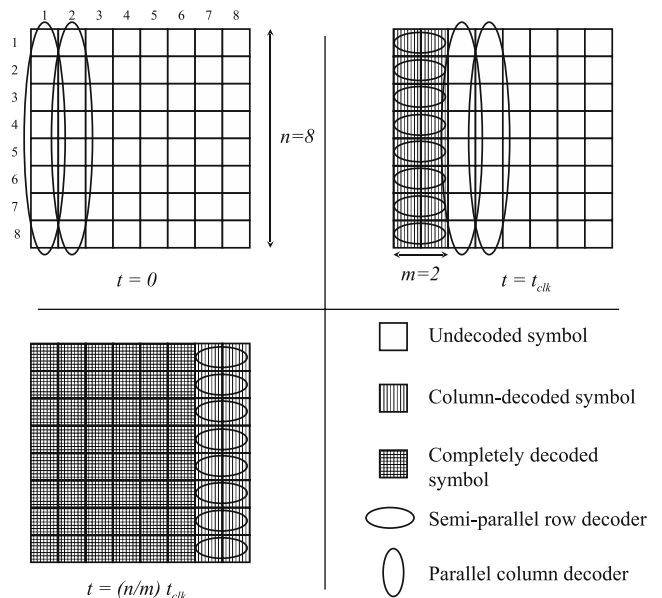 1 2 3 4 5 6 7 8
1
2
3
4
5
6
7
8
n=8
t = 0
m=2
t = t_clk
Undecoded symbol
Column-decoded symbol
Completely decoded
symbol
Semi-parallel row decoder
Parallel column decoder
t = (n/m) t_clk